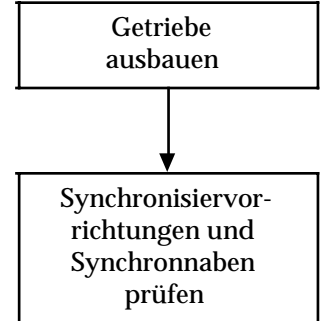 Getriebe
ausbauen
Synchronisiervor-
richtungen und
Synchronnaben
prüfen